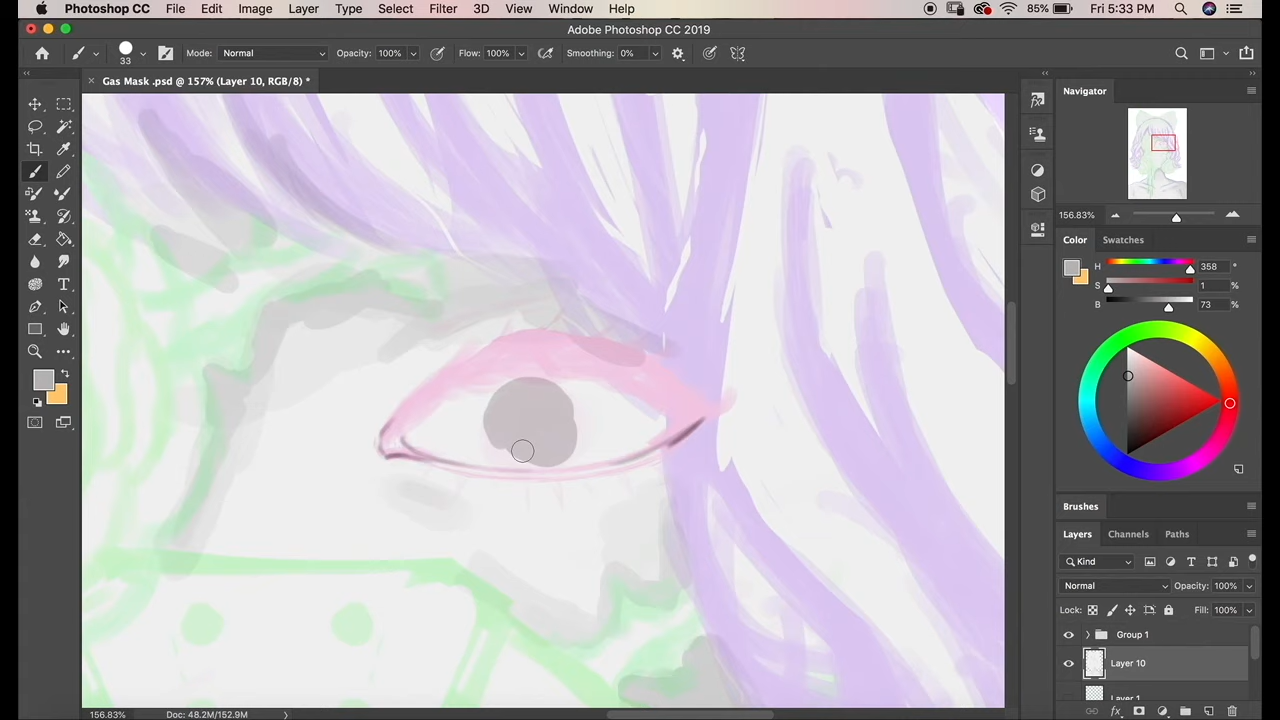 Photoshop CC File Edit Image Layer Type Select Filter 3D View Window Help 85% Fri 5:33 PM
Adobe Photoshop CC 2019
33 Mode: Normal Opacity: 100% Flow: 100% Smoothing: 0%
Gas Mask .psd @ 157% (Layer 10, RGB/8) *
Navigator
156.83%
Color Swatches
H 358 °
S 1 %
B 73 %
Brushes
Layers Channels Paths
Kind
Normal Opacity: 100%
Lock: Fill: 100%
Group 1
Layer 10
Layer 1
fx
156.83% Doc: 48.2M/152.9M